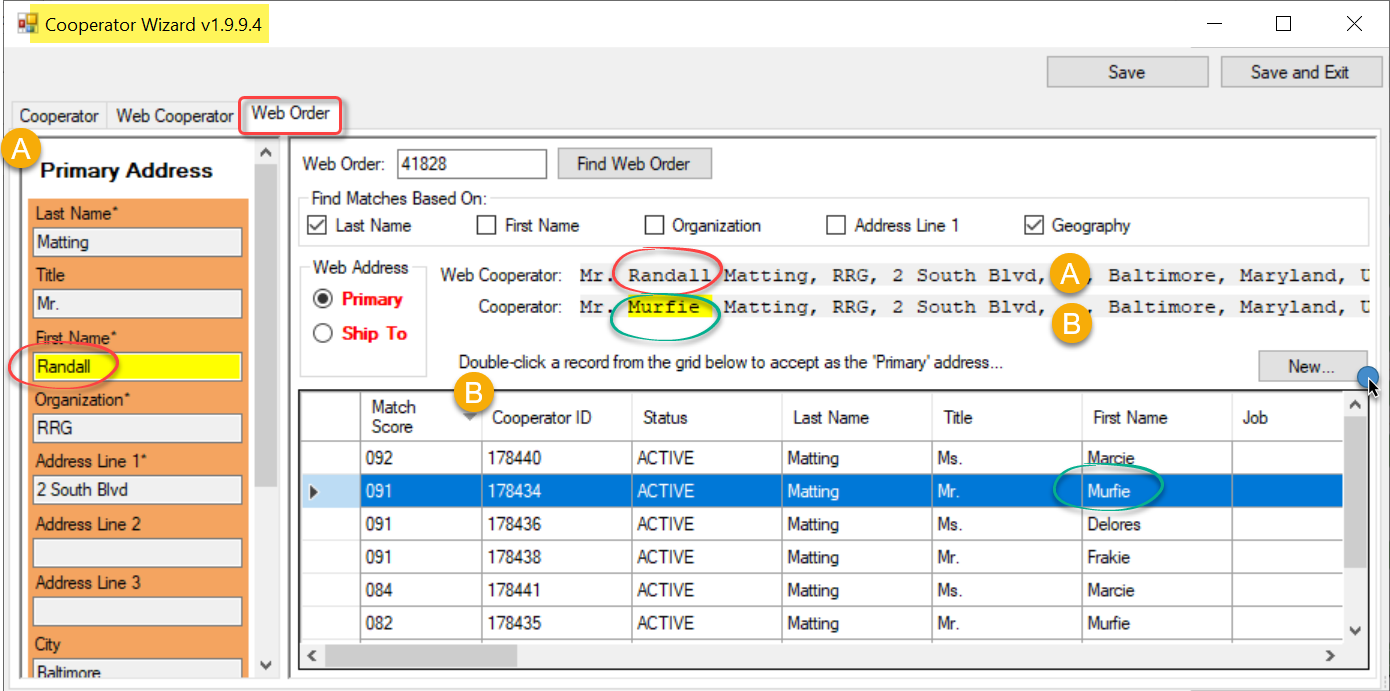 Cooperator Wizard v1.9.9.4
Save Save and Exit
Cooperator Web Cooperator Web Order
A
Primary Address
Last Name*
Matting
Title
Mr.
First Name*
Randall
Organization*
RRG
Address Line 1*
2 South Blvd
Address Line 2
Address Line 3
City
Baltimore
Web Order: 41828 Find Web Order
Find Matches Based On:
Last Name First Name Organization Address Line 1 Geography
Web Address
Primary
Ship To
Web Cooperator: Mr. Randall Matting, RRG, 2 South Blvd, A , Baltimore, Maryland, U
Cooperator: Mr. Murfie Matting, RRG, 2 South Blvd, , Baltimore, Maryland, U
B
Double-click a record from the grid below to accept as the 'Primary' address...
New...
B
Match Score Cooperator ID Status Last Name Title First Name Job
092 178440 ACTIVE Matting Ms. Marcie
091 178434 ACTIVE Matting Mr. Murfie
091 178436 ACTIVE Matting Ms. Delores
091 178438 ACTIVE Matting Mr. Frakie
084 178441 ACTIVE Matting Ms. Marcie
082 178435 ACTIVE Matting Mr. Murfie